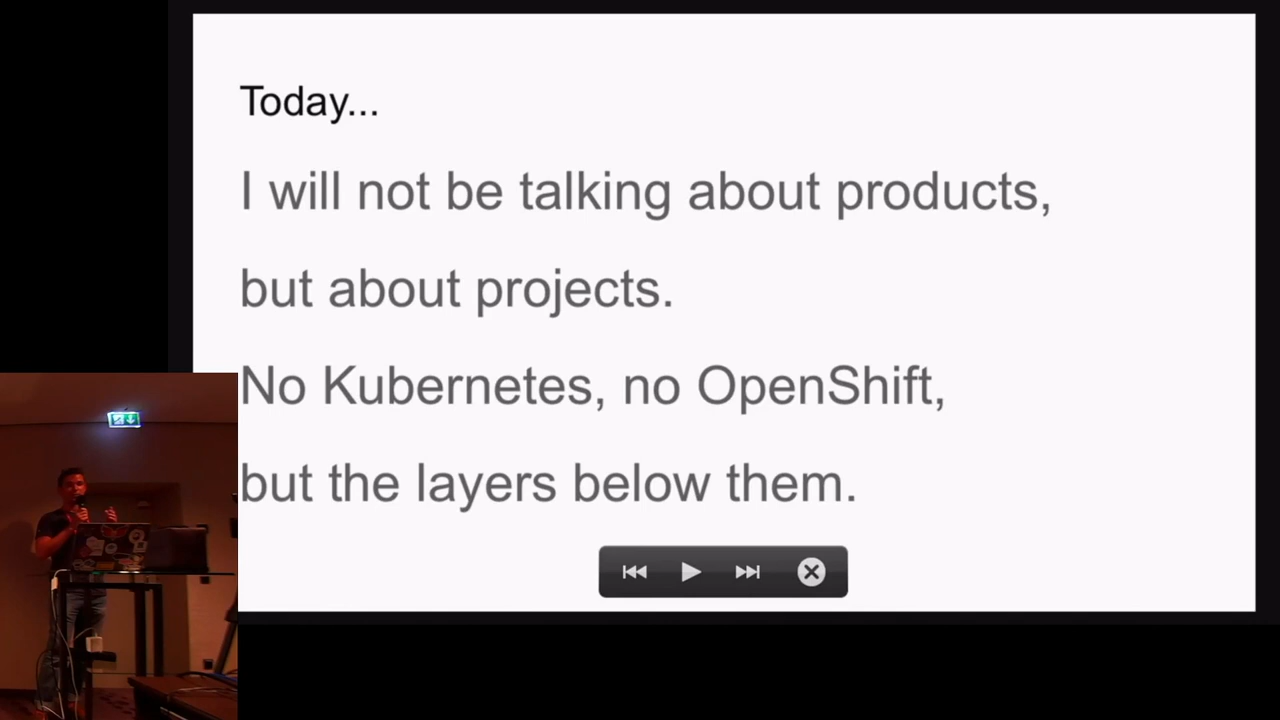 Today...
I will not be talking about products,
but about projects.
No Kubernetes, no OpenShift,
but the layers below them.